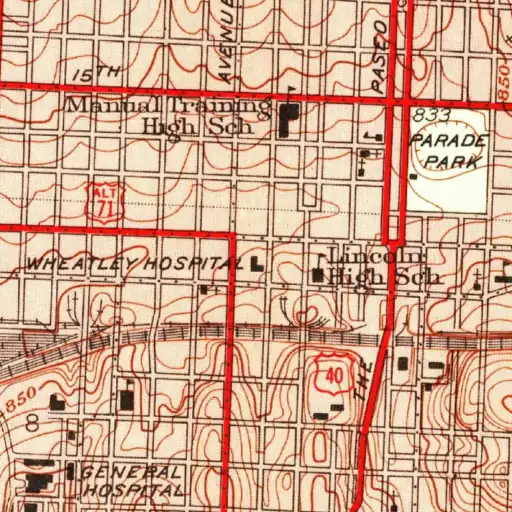 AVENUE
PASEO
15TH
850
Manual Training
High Sch
833
PARADE
PARK
ALT
71
WHEATLEY HOSPITAL
Lincoln
High Sch
40
THE
850
8
GENERAL
HOSPITAL